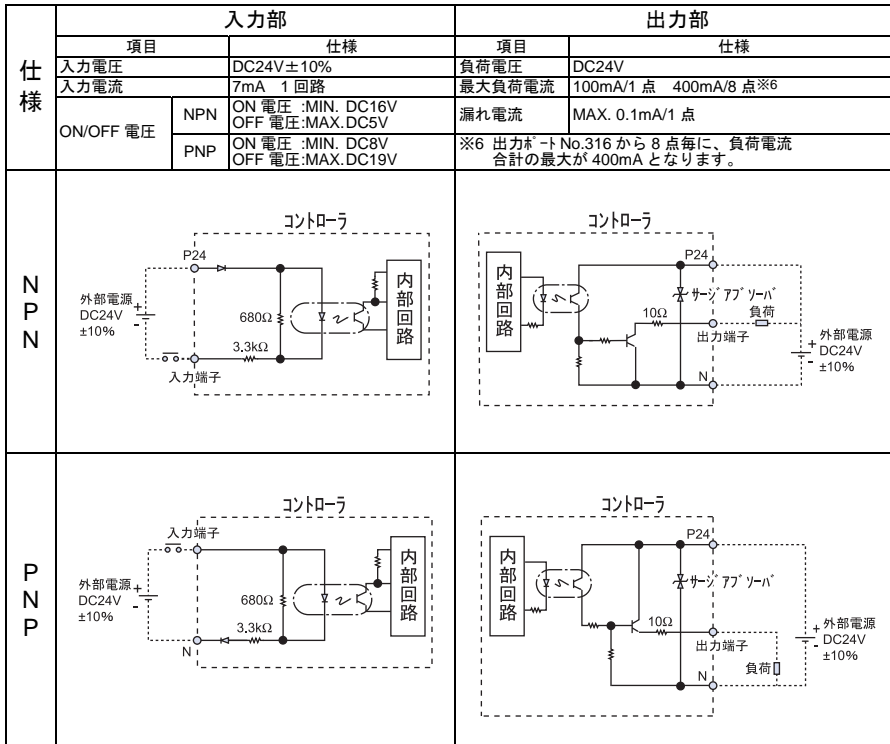 入力部 出力部
項目 仕様 項目 仕様
仕様
入力電圧 DC24V±10% 負荷電圧 DC24V
入力電流 7mA 1回路 最大負荷電流 100mA/1点 400mA/8点※6
ON/OFF電圧
NPN
ON電圧 :MIN. DC16V
OFF電圧:MAX.DC5V
漏れ電流 MAX. 0.1mA/1点
PNP
ON電圧 :MIN. DC8V
OFF電圧:MAX.DC19V
※6 出力ポートNo.316から8点毎に、負荷電流
合計の最大が400mAとなります。
NPN
コントローラ
P24
外部電源
DC24V
±10%
+
-
680Ω
3.3kΩ
入力端子
内部回路
コントローラ
内部回路
P24
サージアブソーバ
10Ω
負荷
出力端子
N
+
-
外部電源
DC24V
±10%
PNP
コントローラ
入力端子
外部電源
DC24V
±10%
+
-
680Ω
3.3kΩ
N
内部回路
コントローラ
内部回路
P24
サージアブソーバ
10Ω
出力端子
負荷
N
+
-
外部電源
DC24V
±10%